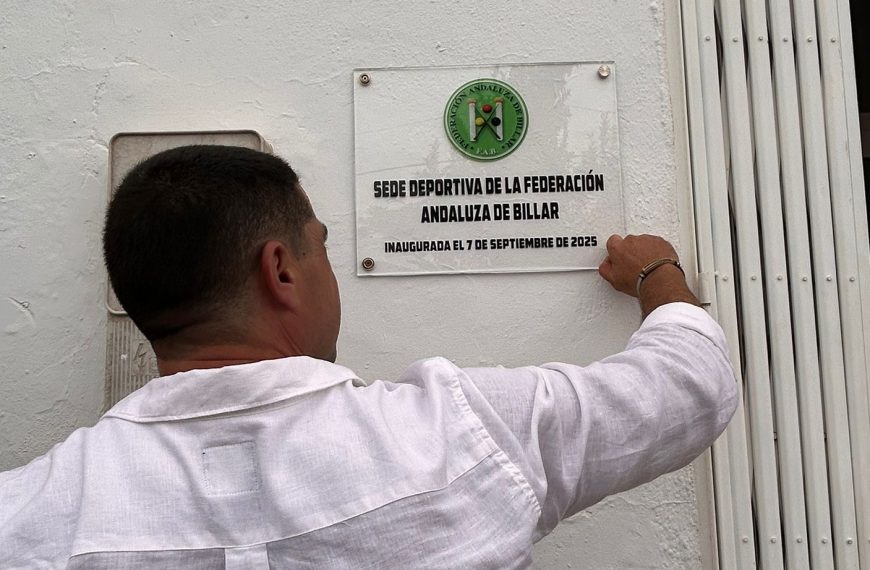 FEDERACIÓN ANDALUZA DE BILLAR
F.A.B.
SEDE DEPORTIVA DE LA FEDERACIÓN
ANDALUZA DE BILLAR
INAUGURADA EL 7 DE SEPTIEMBRE DE 2025